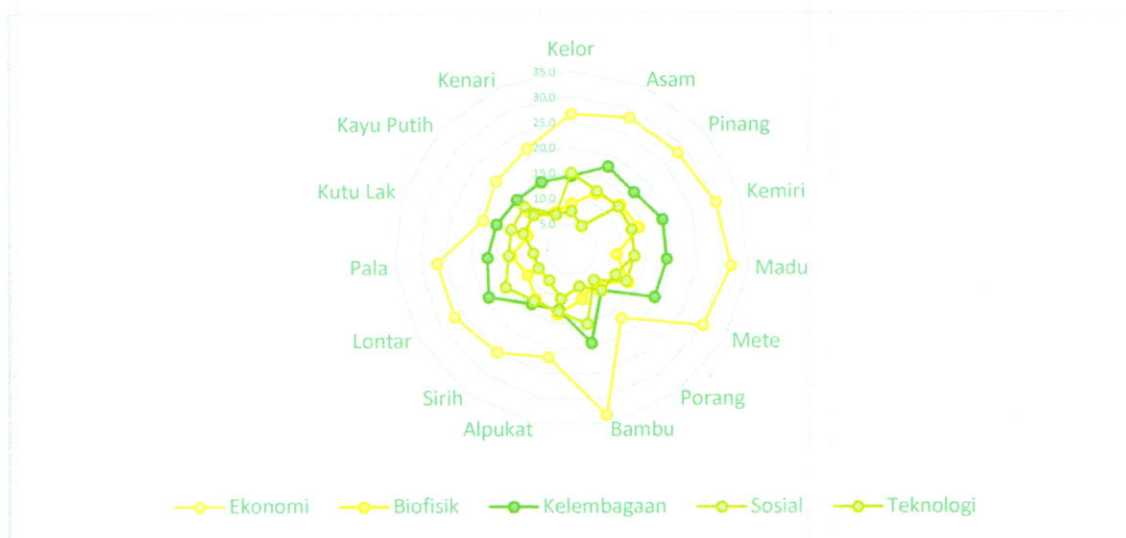 Kelor
Asam
Pinang
Kemiri
Madu
Mete
Porang
Bambu
Alpukat
Sirih
Lontar
Pala
Kutu Lak
Kayu Putih
Kenari
35,0
30,0
25,0
20,0
15,0
10,0
5,0
Ekonomi Biofisik Kelembagaan Sosial Teknologi